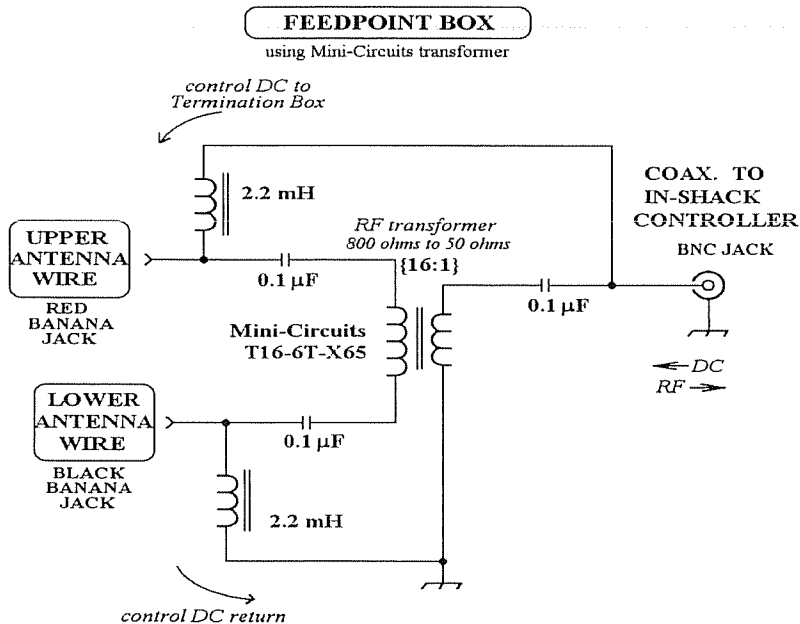 FEEDPOINT BOX
using Mini-Circuits transformer
control DC to
Termination Box
2.2 mH
COAX. TO
IN-SHACK
CONTROLLER
BNC JACK
RF transformer
800 ohms to 50 ohms
{16:1}
UPPER
ANTENNA
WIRE
RED
BANANA
JACK
0.1 µF
0.1 µF
Mini-Circuits
T16-6T-X65
DC
RF
LOWER
ANTENNA
WIRE
BLACK
BANANA
JACK
0.1 µF
2.2 mH
control DC return